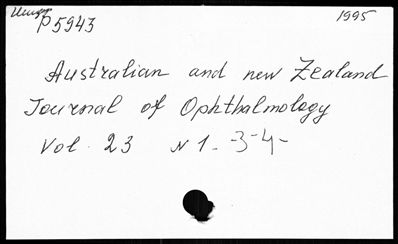 Шифр 1995
P5943
Australian and new Zealand
Journal of Ophthalmology
Vol. 23 N 1-3-4-